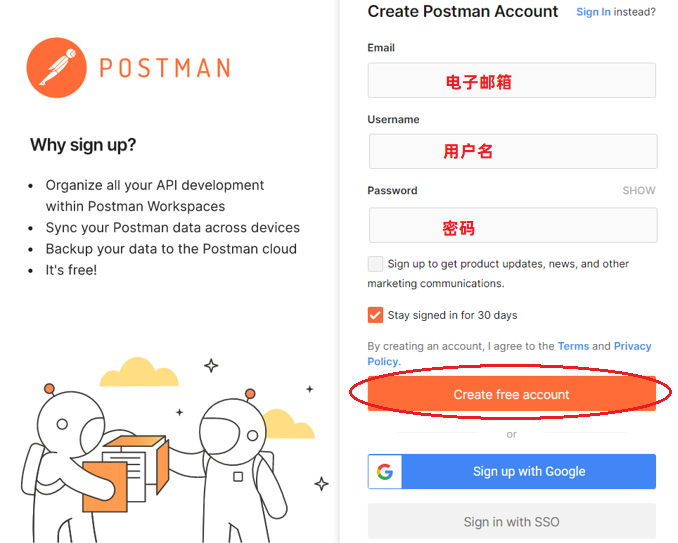 POSTMAN
Why sign up?
• Organize all your API development
within Postman Workspaces
• Sync your Postman data across devices
• Backup your data to the Postman cloud
• It's free!
Create Postman Account
Sign In instead?
Email
电子邮箱
Username
用户名
Password
SHOW
密码
Sign up to get product updates, news, and other
marketing communications.
Stay signed in for 30 days
By creating an account, I agree to the Terms and Privacy
Policy.
Create free account
or
G
Sign up with Google
Sign in with SSO